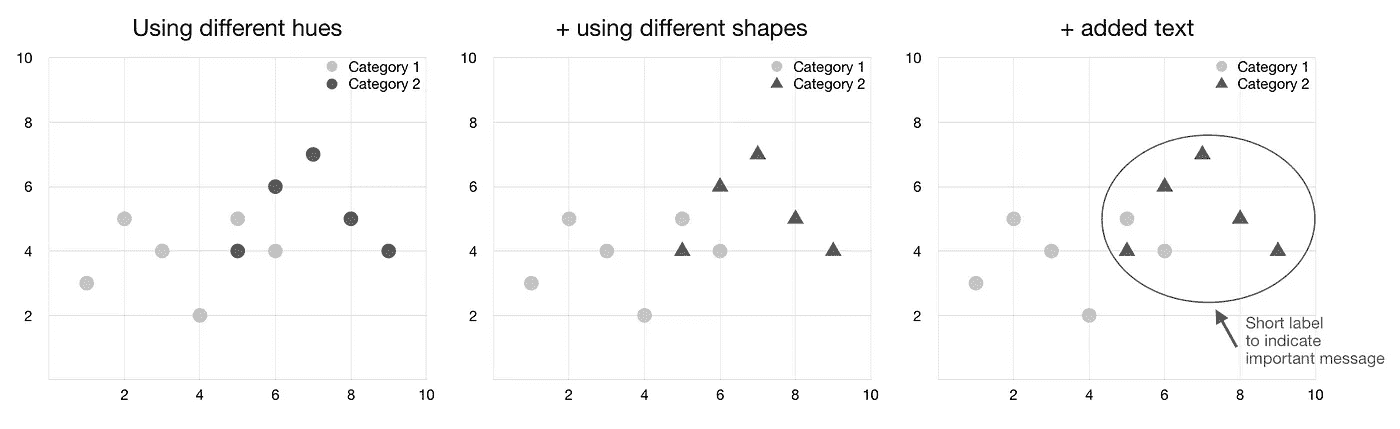 Using different hues
10
8
6
4
2
2 4 6 8 10
Category 1
Category 2
+ using different shapes
10
8
6
4
2
2 4 6 8 10
Category 1
Category 2
+ added text
10
8
6
4
2
2 4 6 8 10
Category 1
Category 2
Short label
to indicate
important message